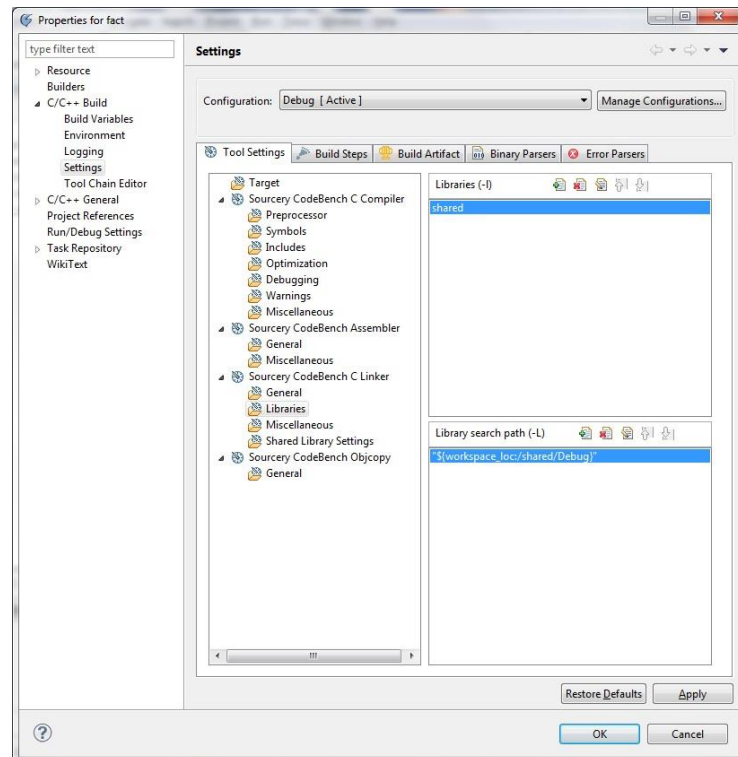 Properties for fact
type filter text
Resource
Builders
C/C++ Build
Build Variables
Environment
Logging
Settings
Tool Chain Editor
C/C++ General
Project References
Run/Debug Settings
Task Repository
WikiText
Settings
Configuration: Debug [ Active ]
Manage Configurations...
Tool Settings
Build Steps
Build Artifact
Binary Parsers
Error Parsers
Target
Sourcery CodeBench C Compiler
Preprocessor
Symbols
Includes
Optimization
Debugging
Warnings
Miscellaneous
Sourcery CodeBench Assembler
General
Miscellaneous
Sourcery CodeBench C Linker
General
Libraries
Miscellaneous
Shared Library Settings
Sourcery CodeBench Objcopy
General
Libraries (-l)
shared
Library search path (-L)
"${workspace_loc:/shared/Debug}"
Restore Defaults
Apply
OK
Cancel